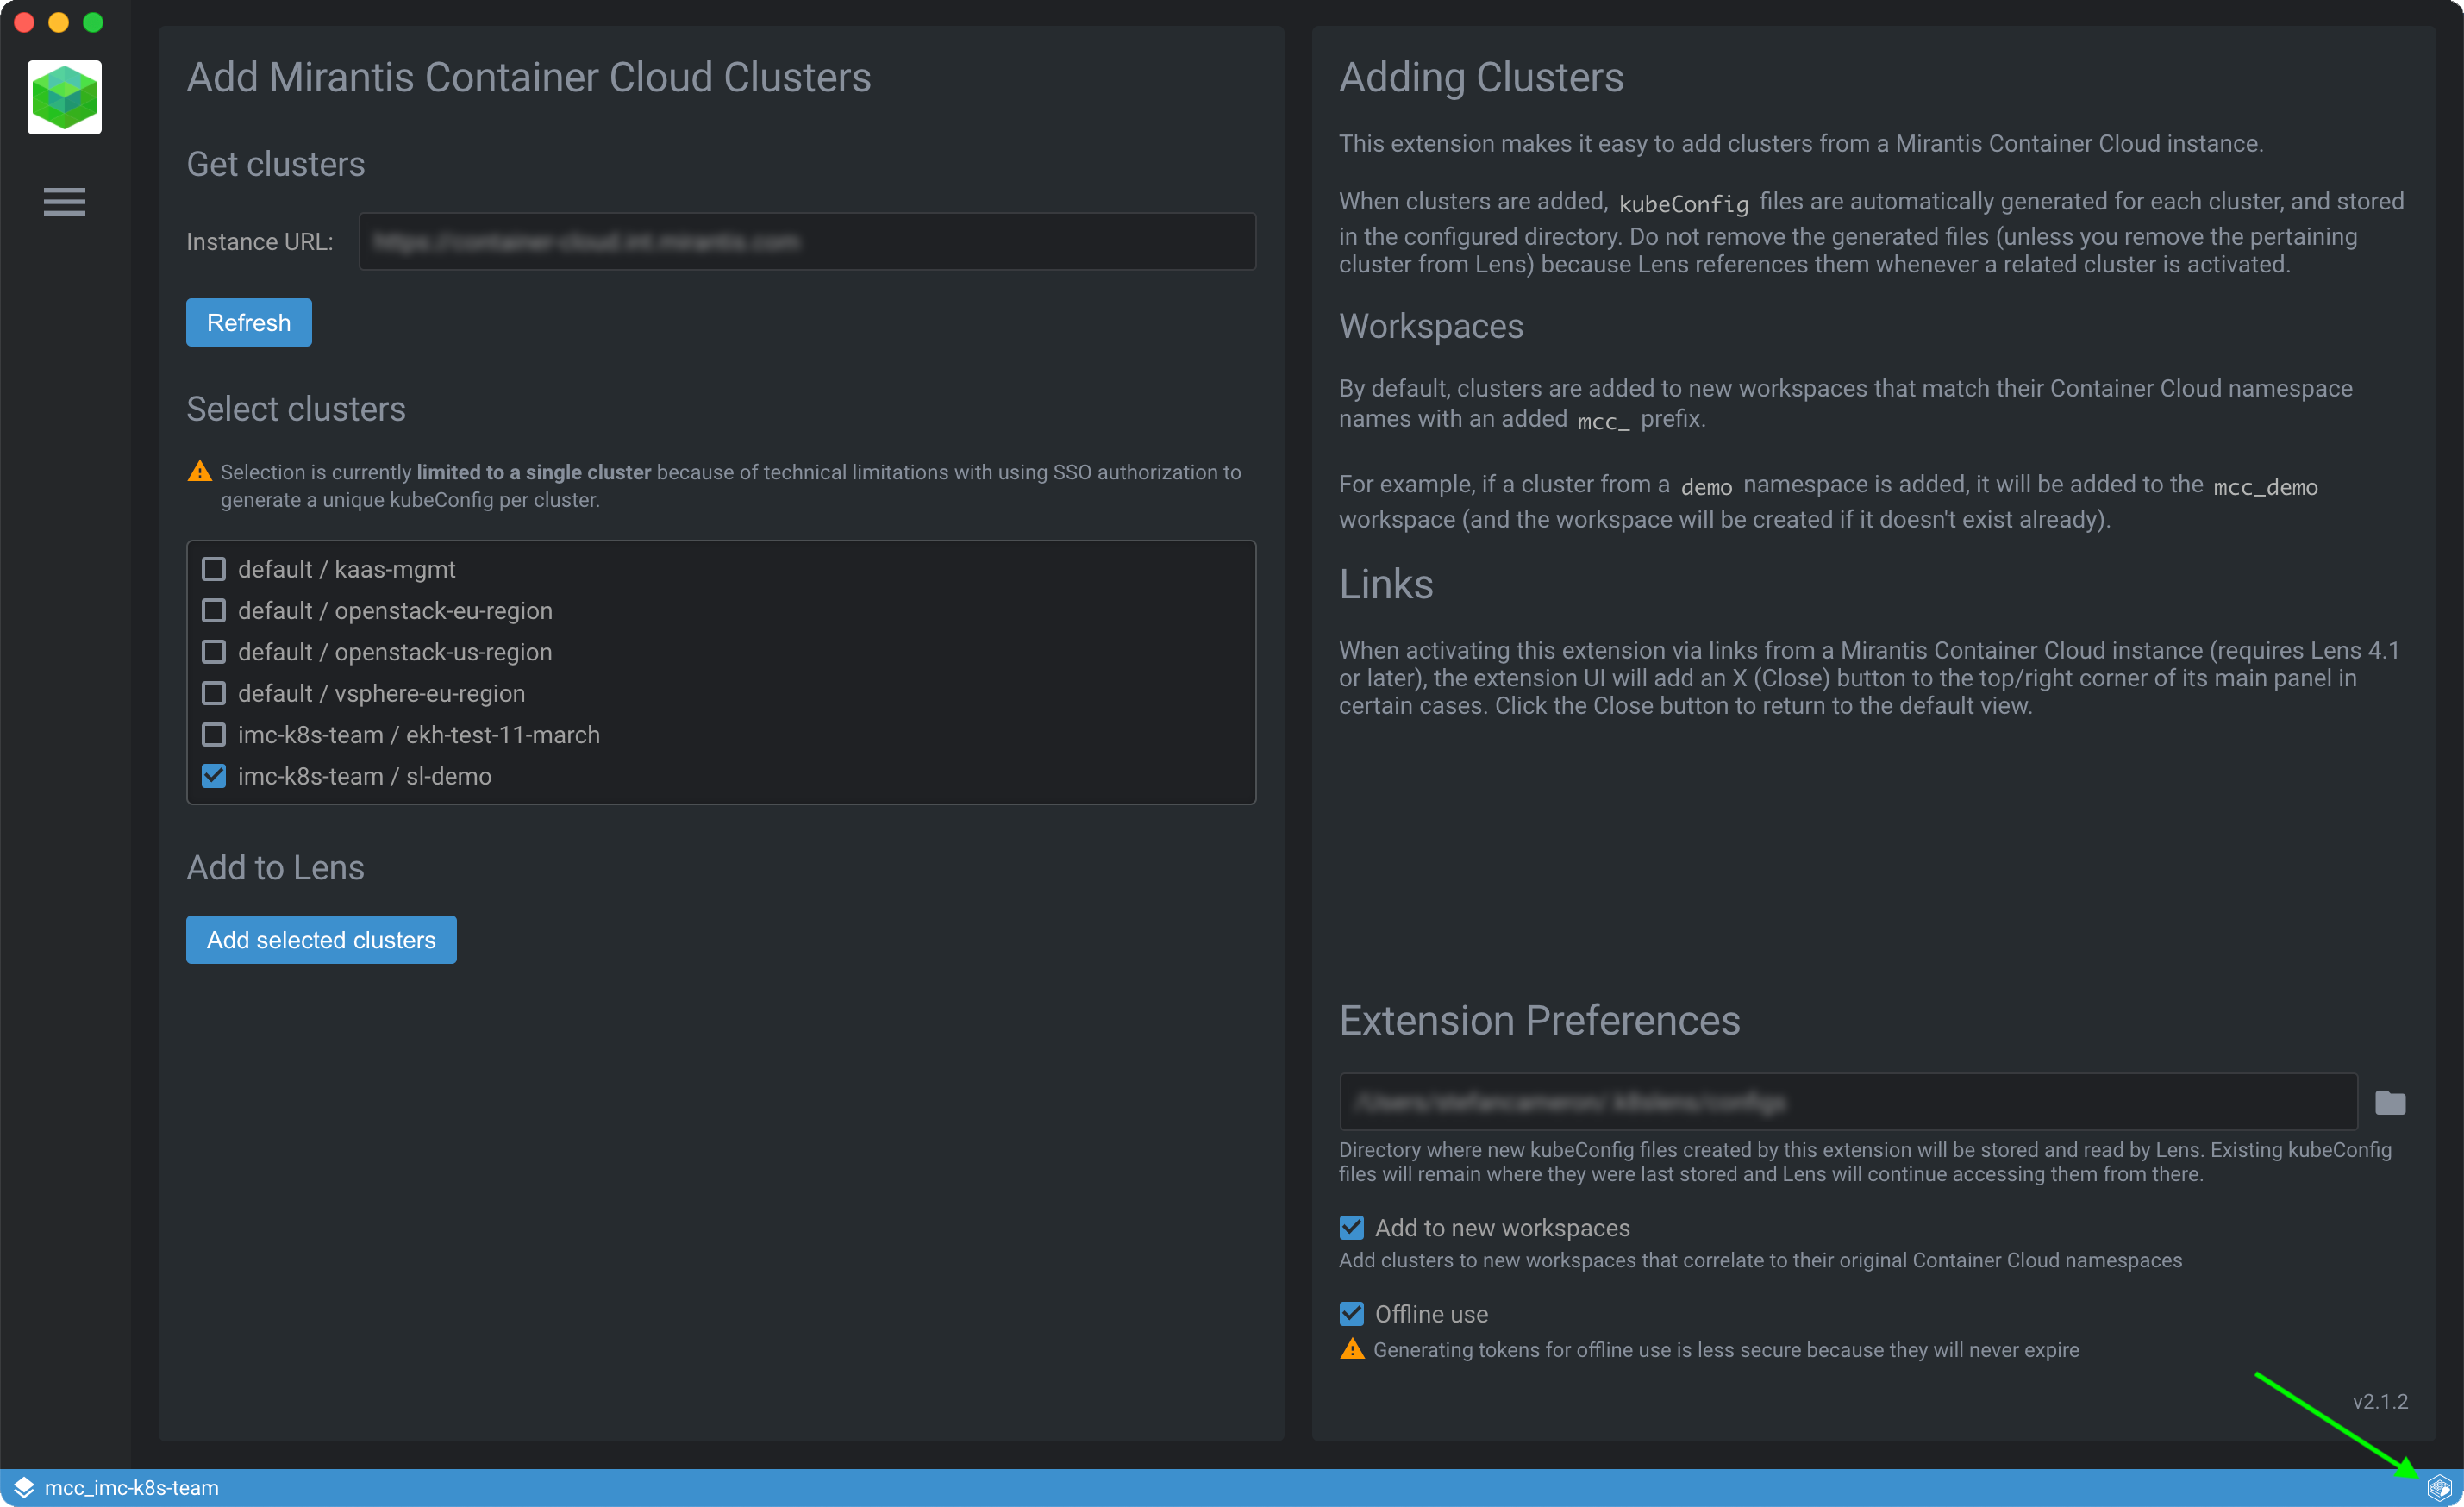 Add Mirantis Container Cloud Clusters
Get clusters
Instance URL:
https://container-cloud.int.mirantis.com
Refresh
Select clusters
Selection is currently limited to a single cluster because of technical limitations with using SSO authorization to
generate a unique kubeConfig per cluster.
default / kaas-mgmt
default / openstack-eu-region
default / openstack-us-region
default / vsphere-eu-region
imc-k8s-team / ekh-test-11-march
imc-k8s-team / sl-demo
Add to Lens
Add selected clusters
Adding Clusters
This extension makes it easy to add clusters from a Mirantis Container Cloud instance.
When clusters are added, kubeConfig files are automatically generated for each cluster, and stored
in the configured directory. Do not remove the generated files (unless you remove the pertaining
cluster from Lens) because Lens references them whenever a related cluster is activated.
Workspaces
By default, clusters are added to new workspaces that match their Container Cloud namespace
names with an added mcc_ prefix.
For example, if a cluster from a demo namespace is added, it will be added to the mcc_demo
workspace (and the workspace will be created if it doesn't exist already).
Links
When activating this extension via links from a Mirantis Container Cloud instance (requires Lens 4.1
or later), the extension UI will add an X (Close) button to the top/right corner of its main panel in
certain cases. Click the Close button to return to the default view.
Extension Preferences
Directory where new kubeConfig files created by this extension will be stored and read by Lens. Existing kubeConfig
files will remain where they were last stored and Lens will continue accessing them from there.
Add to new workspaces
Add clusters to new workspaces that correlate to their original Container Cloud namespaces
Offline use
Generating tokens for offline use is less secure because they will never expire
v2.1.2
mcc_imc-k8s-team